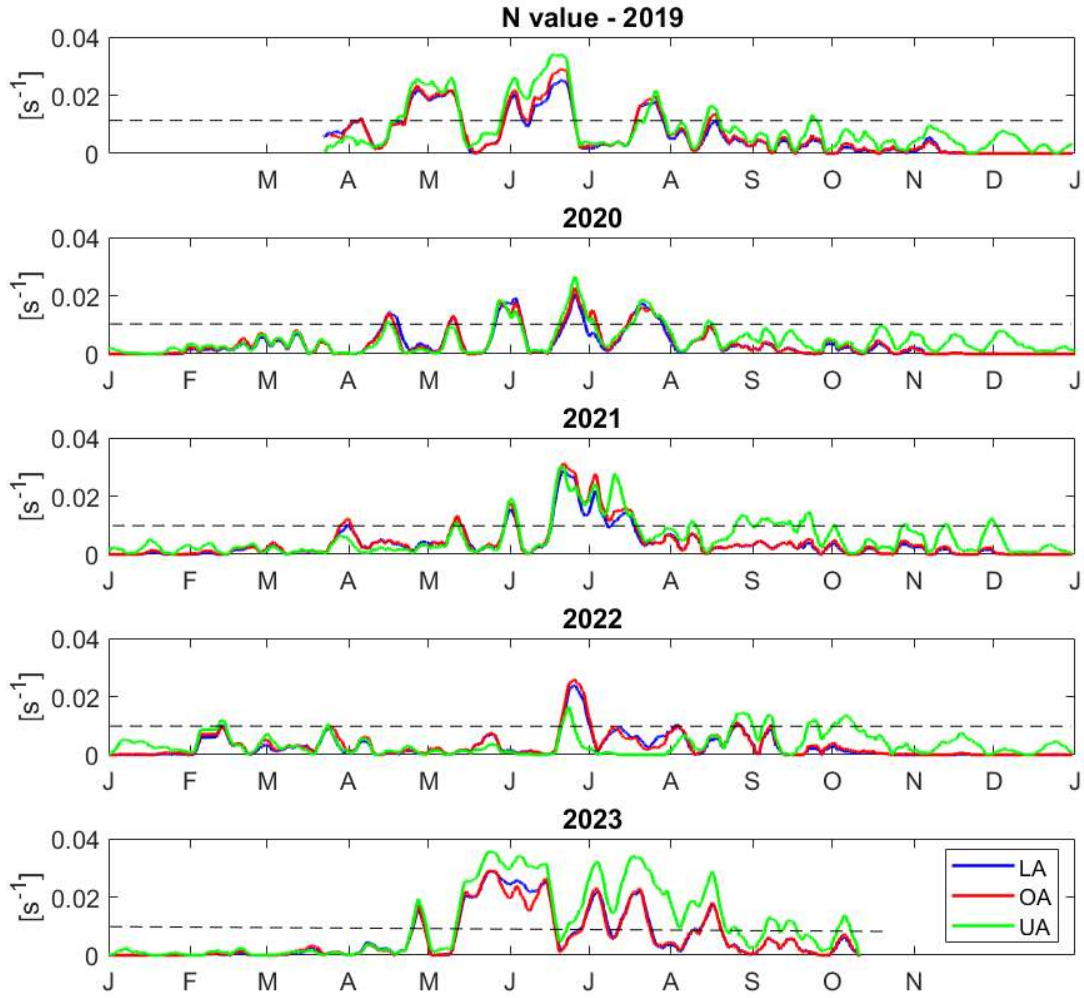 N value - 2019
0.04
0.02
0
[s⁻¹]
M A M J J A S O N D J
2020
0.04
0.02
0
[s⁻¹]
J F M A M J J A S O N D J
2021
0.04
0.02
0
[s⁻¹]
J F M A M J J A S O N D J
2022
0.04
0.02
0
[s⁻¹]
J F M A M J J A S O N D J
2023
0.04
0.02
0
[s⁻¹]
LA
OA
UA
J F M A M J J A S O N